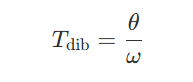 T_dib = θ/ω